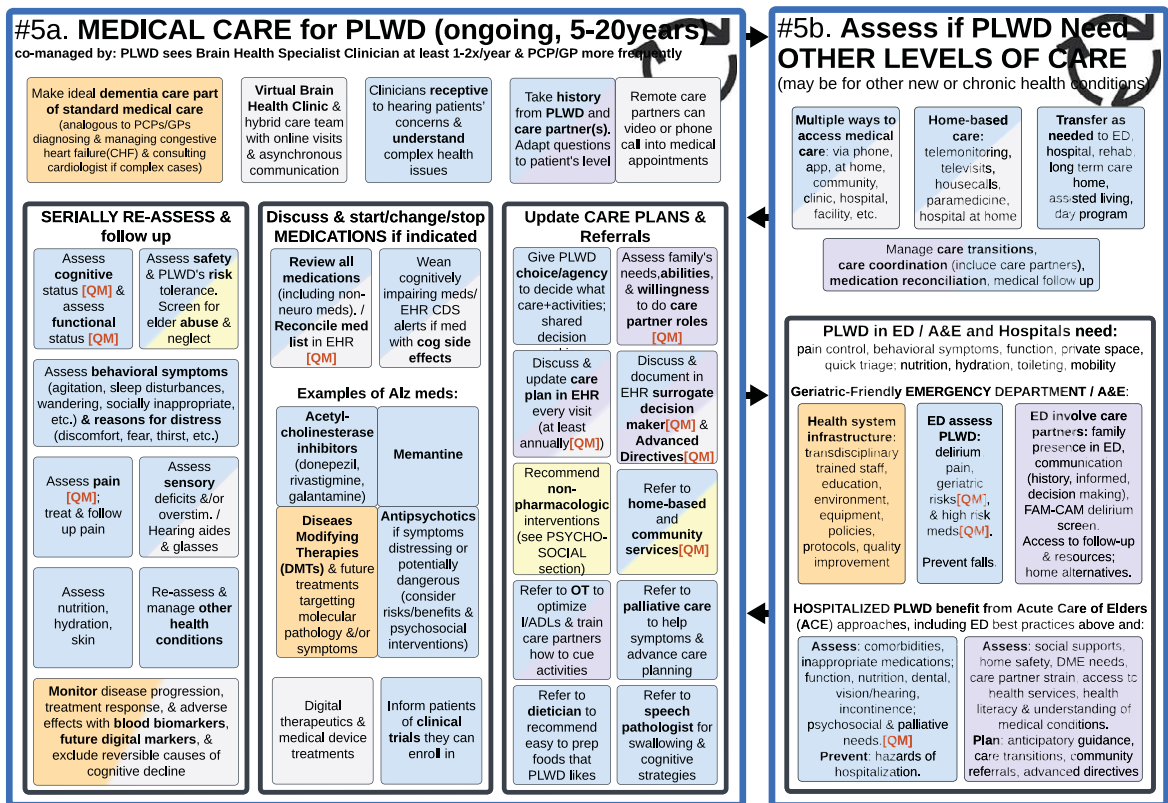 #5a. MEDICAL CARE for PLWD (ongoing, 5-20years)
co-managed by: PLWD sees Brain Health Specialist Clinician at least 1-2x/year & PCP/GP more frequently
Make ideal dementia care part
of standard medical care
(analogous to PCPs/GPs
diagnosing & managing congestive
heart failure(CHF) & consulting
cardiologist if complex cases)
Virtual Brain
Health Clinic &
hybrid care team
with online visits
& asynchronous
communication
Clinicians receptive
to hearing patients'
concerns &
understand
complex health
issues
Take history
from PLWD and
care partner(s).
Adapt questions
to patient's level
Remote care
partners can
video or phone
call into medical
appointments
SERIALLY RE-ASSESS &
follow up
Assess
cognitive
status [QM] &
assess
functional
status [QM]
Assess safety
& PLWD's risk
tolerance.
Screen for
elder abuse &
neglect
Assess behavioral symptoms
(agitation, sleep disturbances,
wandering, socially inappropriate,
etc.) & reasons for distress
(discomfort, fear, thirst, etc.)
Assess pain
[QM];
treat & follow
up pain
Assess
sensory
deficits &/or
overstim. /
Hearing aides
& glasses
Assess
nutrition,
hydration,
skin
Re-assess &
manage other
health
conditions
Monitor disease progression,
treatment response, & adverse
effects with blood biomarkers,
future digital markers, &
exclude reversible causes of
cognitive decline
Discuss & start/change/stop
MEDICATIONS if indicated
Review all
medications
(including non-
neuro meds). /
Reconcile med
list in EHR
[QM]
Wean
cognitively
impairing meds/
EHR CDS
alerts if med
with cog side
effects
Examples of Alz meds:
Acetyl-
cholinesterase
inhibitors
(donepezil,
rivastigmine,
galantamine)
Memantine
Diseaes
Modifying
Therapies
(DMTs) & future
treatments
targetting
molecular
pathology &/or
symptoms
Antipsychotics
if symptoms
distressing or
potentially
dangerous
(consider
risks/benefits &
psychosocial
interventions)
Digital
therapeutics &
medical device
treatments
Inform patients
of clinical
trials they can
enroll in
Update CARE PLANS &
Referrals
Give PLWD
choice/agency
to decide what
care+activities;
shared
decision
Assess family's
needs,abilities,
& willingness
to do care
partner roles
[QM]
Discuss &
update care
plan in EHR
every visit
(at least
annually[QM])
Discuss &
document in
EHR surrogate
decision
maker[QM] &
Advanced
Directives[QM]
Recommend
non-
pharmacologic
interventions
(see PSYCHO-
SOCIAL
section)
Refer to
home-based
and
community
services[QM]
Refer to OT to
optimize
I/ADLs & train
care partners
how to cue
activities
Refer to
palliative care
to help
symptoms &
advance care
planning
Refer to
dietician to
recommend
easy to prep
foods that
PLWD likes
Refer to
speech
pathologist for
swallowing &
cognitive
strategies
#5b. Assess if PLWD Need
OTHER LEVELS OF CARE
(may be for other new or chronic health conditions)
Multiple ways to
access medical
care: via phone,
app, at home,
community,
clinic, hospital,
facility, etc.
Home-based
care:
telemonitoring,
televisits,
housecalls,
paramedicine,
hospital at home
Transfer as
needed to ED,
hospital, rehab,
long term care
home,
assisted living,
day program
Manage care transitions,
care coordination (include care partners),
medication reconciliation, medical follow up
PLWD in ED / A&E and Hospitals need:
pain control, behavioral symptoms, function, private space,
quick triage; nutrition, hydration, toileting, mobility
Geriatric-Friendly EMERGENCY DEPARTMENT / A&E:
Health system
infrastructure:
transdisciplinary
trained staff,
education,
environment,
equipment,
policies,
protocols, quality
improvement
ED assess
PLWD:
delirium
pain,
geriatric
risks[QM],
& high risk
meds[QM].
Prevent falls.
ED involve care
partners: family
presence in ED,
communication
(history, informed,
decision making),
FAM-CAM delirium
screen.
Access to follow-up
& resources;
home alternatives.
HOSPITALIZED PLWD benefit from Acute Care of Elders
(ACE) approaches, including ED best practices above and:
Assess: comorbidities,
inappropriate medications;
function, nutrition, dental,
vision/hearing,
incontinence;
psychosocial & palliative
needs.[QM]
Prevent: hazards of
hospitalization.
Assess: social supports,
home safety, DME needs,
care partner strain, access to
health services, health
literacy & understanding of
medical conditions.
Plan: anticipatory guidance,
care transitions, community
referrals, advanced directives